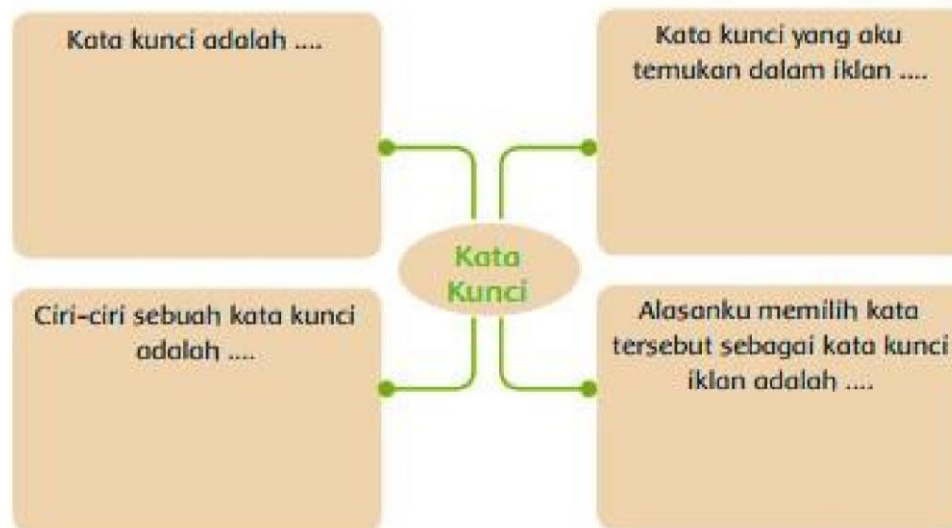 Kata kunci adalah ....
Kata kunci yang aku
temukan dalam iklan ....
Kata
Kunci
Ciri-ciri sebuah kata kunci
adalah ....
Alasanku memilih kata
tersebut sebagai kata kunci
iklan adalah ....